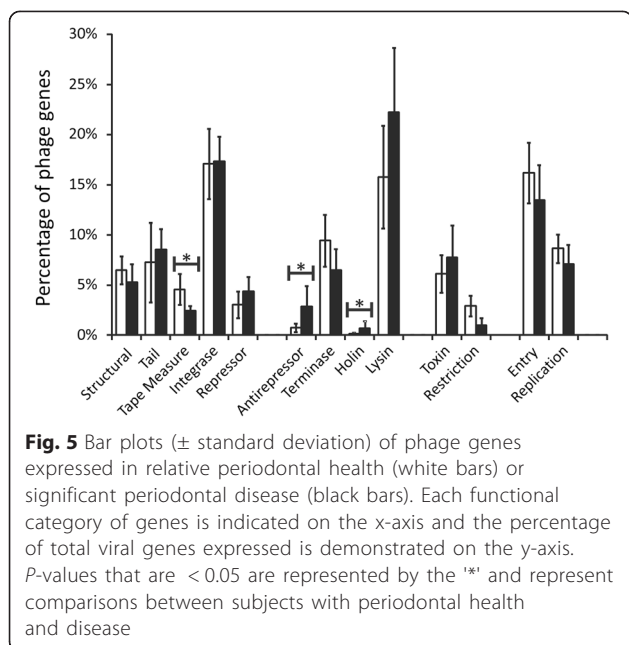 30%
25%
20%
15%
10%
5%
0%
Percentage of phage genes
*
*
*
Structural
Tail
Tape Measure
Integrase
Repressor
Antirepressor
Terminase
Holin
Lysin
Toxin
Restriction
Entry
Replication
Fig. 5 Bar plots (± standard deviation) of phage genes
expressed in relative periodontal health (white bars) or
significant periodontal disease (black bars). Each functional
category of genes is indicated on the x-axis and the percentage
of total viral genes expressed is demonstrated on the y-axis.
P-values that are < 0.05 are represented by the '*' and represent
comparisons between subjects with periodontal health
and disease